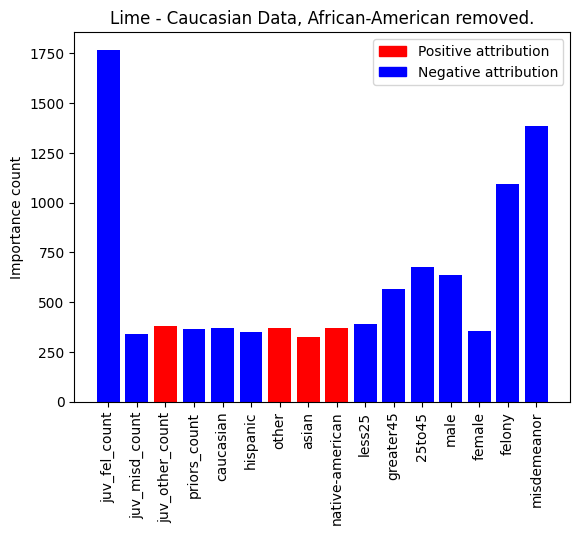 Lime - Caucasian Data, African-American removed.
Positive attribution
Negative attribution
Importance count
1750
1500
1250
1000
750
500
250
0
juv_fel_count
juv_misd_count
juv_other_count
priors_count
caucasian
hispanic
other
asian
native-american
less25
greater45
25to45
male
female
felony
misdemeanor